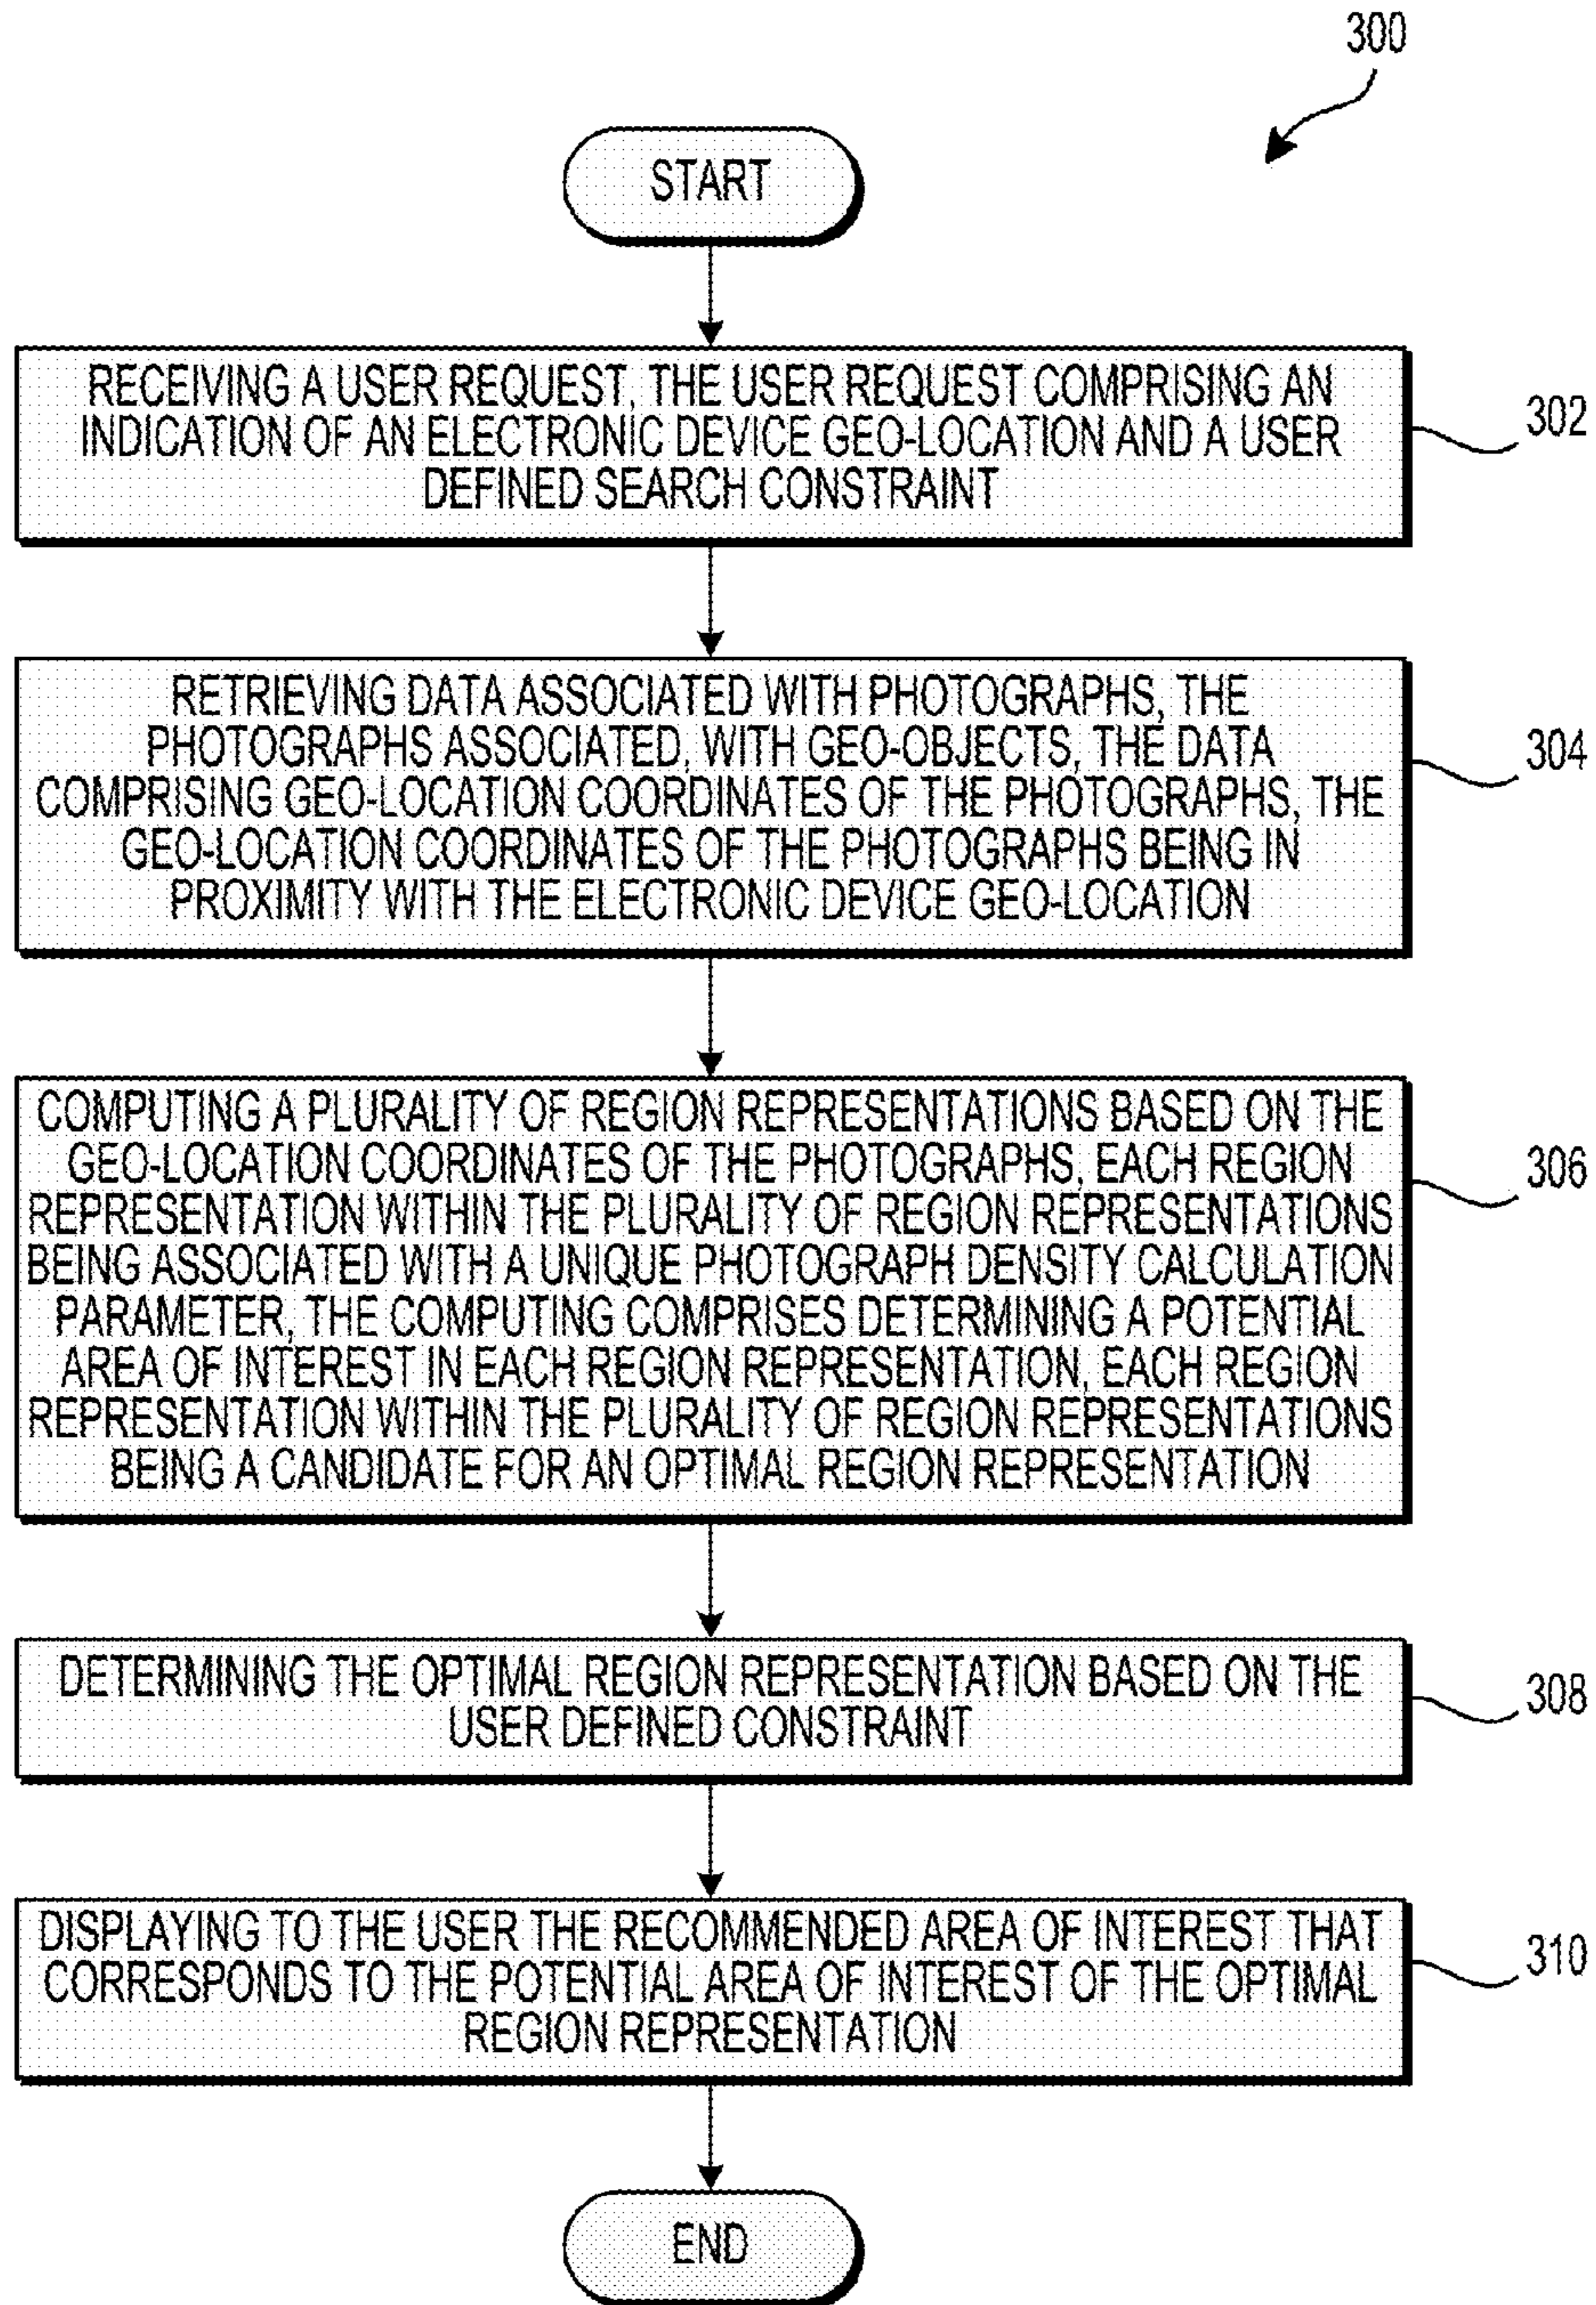 300
START
RECEIVING A USER REQUEST, THE USER REQUEST COMPRISING AN
INDICATION OF AN ELECTRONIC DEVICE GEO-LOCATION AND A USER
DEFINED SEARCH CONSTRAINT
302
RETRIEVING DATA ASSOCIATED WITH PHOTOGRAPHS, THE
PHOTOGRAPHS ASSOCIATED, WITH GEO-OBJECTS, THE DATA
COMPRISING GEO-LOCATION COORDINATES OF THE PHOTOGRAPHS, THE
GEO-LOCATION COORDINATES OF THE PHOTOGRAPHS BEING IN
PROXIMITY WITH THE ELECTRONIC DEVICE GEO-LOCATION
304
COMPUTING A PLURALITY OF REGION REPRESENTATIONS BASED ON THE
GEO-LOCATION COORDINATES OF THE PHOTOGRAPHS, EACH REGION
REPRESENTATION WITHIN THE PLURALITY OF REGION REPRESENTATIONS
BEING ASSOCIATED WITH A UNIQUE PHOTOGRAPH DENSITY CALCULATION
PARAMETER, THE COMPUTING COMPRISES DETERMINING A POTENTIAL
AREA OF INTEREST IN EACH REGION REPRESENTATION, EACH REGION
REPRESENTATION WITHIN THE PLURALITY OF REGION REPRESENTATIONS
BEING A CANDIDATE FOR AN OPTIMAL REGION REPRESENTATION
306
DETERMINING THE OPTIMAL REGION REPRESENTATION BASED ON THE
USER DEFINED CONSTRAINT
308
DISPLAYING TO THE USER THE RECOMMENDED AREA OF INTEREST THAT
CORRESPONDS TO THE POTENTIAL AREA OF INTEREST OF THE OPTIMAL
REGION REPRESENTATION
310
END